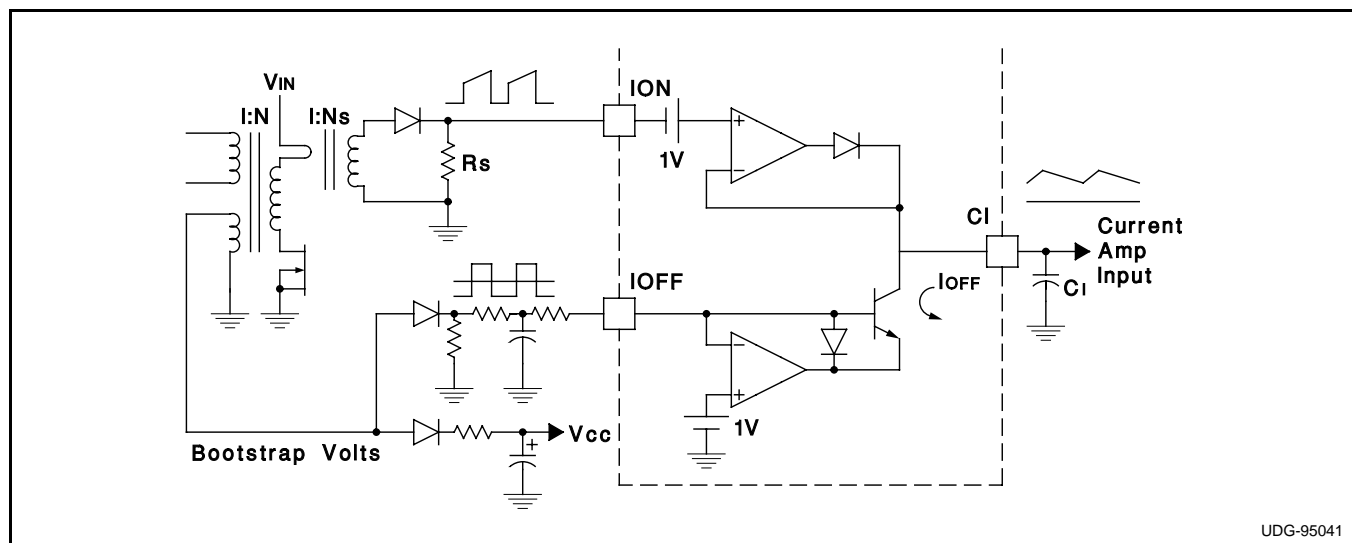 VIN
I:N
I:Ns
Rs
ION
1V
+
−
CI
Current
Amp
Input
CI
IOFF
IOFF
−
+
1V
+
Vcc
Bootstrap Volts
UDG-95041